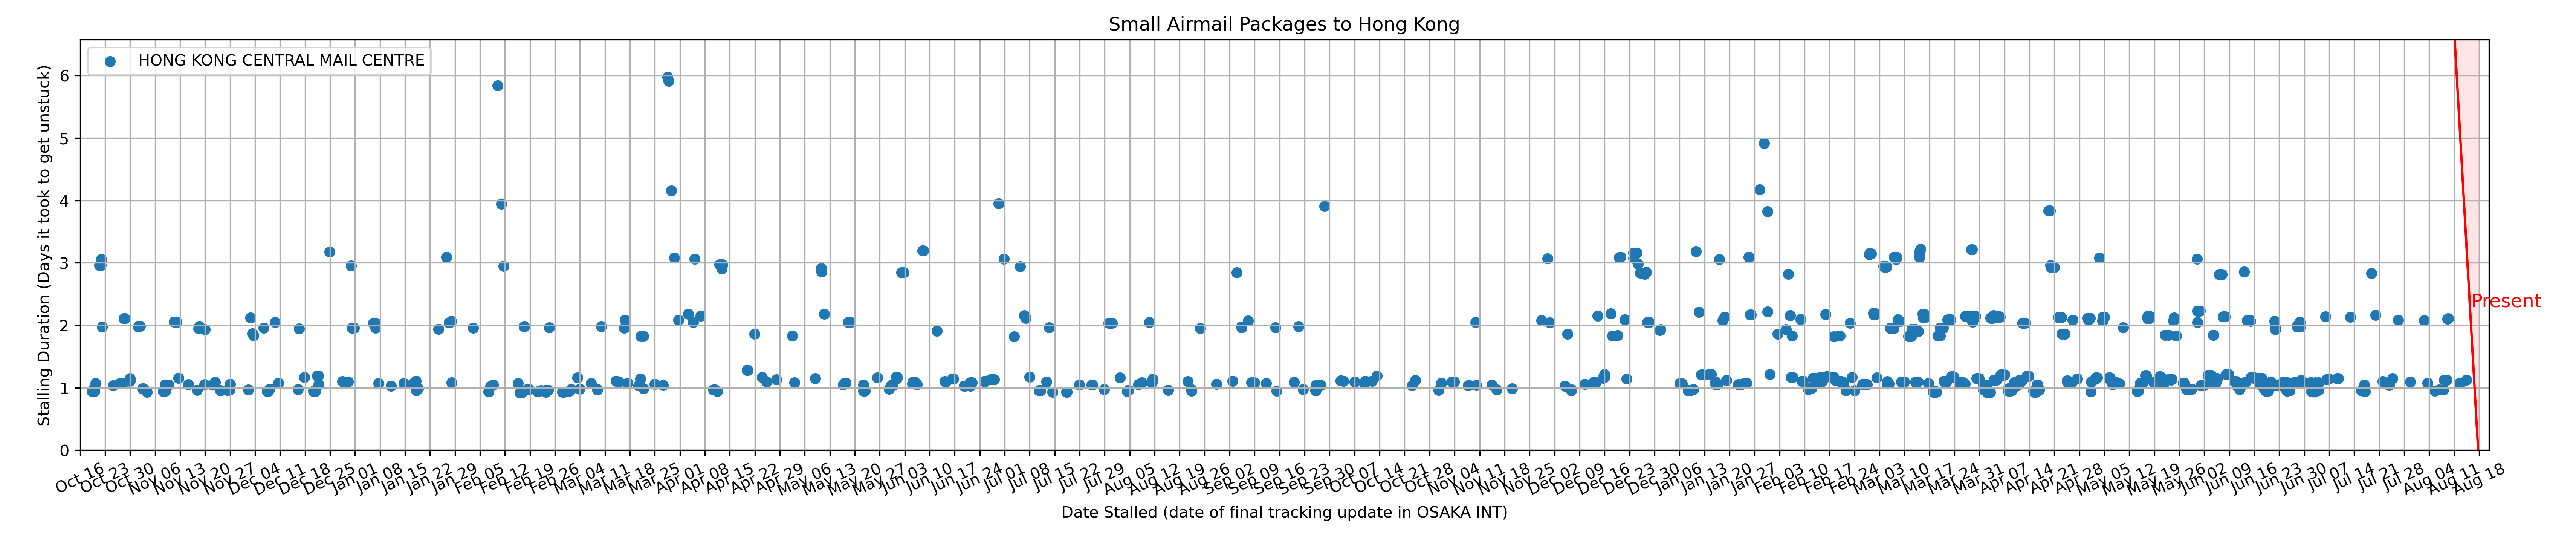 Small Airmail Packages to Hong Kong
HONG KONG CENTRAL MAIL CENTRE
Stalling Duration (Days it took to get unstuck)
6
5
4
3
2
1
0
Present
Oct 16
Oct 23
Oct 30
Nov 06
Nov 13
Nov 20
Nov 27
Dec 04
Dec 11
Dec 18
Dec 25
Jan 01
Jan 08
Jan 15
Jan 22
Jan 29
Feb 05
Feb 12
Feb 19
Feb 26
Mar 04
Mar 11
Mar 18
Mar 25
Apr 01
Apr 08
Apr 15
Apr 22
Apr 29
May 06
May 13
May 20
May 27
Jun 03
Jun 10
Jun 17
Jun 24
Jul 01
Jul 08
Jul 15
Jul 22
Jul 29
Aug 05
Aug 12
Aug 19
Aug 26
Sep 02
Sep 09
Sep 16
Sep 23
Sep 30
Oct 07
Oct 14
Oct 21
Oct 28
Nov 04
Nov 11
Nov 18
Nov 25
Dec 02
Dec 09
Dec 16
Dec 23
Dec 30
Jan 06
Jan 13
Jan 20
Jan 27
Feb 03
Feb 10
Feb 17
Feb 24
Mar 03
Mar 10
Mar 17
Mar 24
Mar 31
Apr 07
Apr 14
Apr 21
Apr 28
May 05
May 12
May 19
May 26
Jun 02
Jun 09
Jun 16
Jun 23
Jun 30
Jul 07
Jul 14
Jul 21
Jul 28
Aug 04
Aug 11
Aug 18
Date Stalled (date of final tracking update in OSAKA INT)